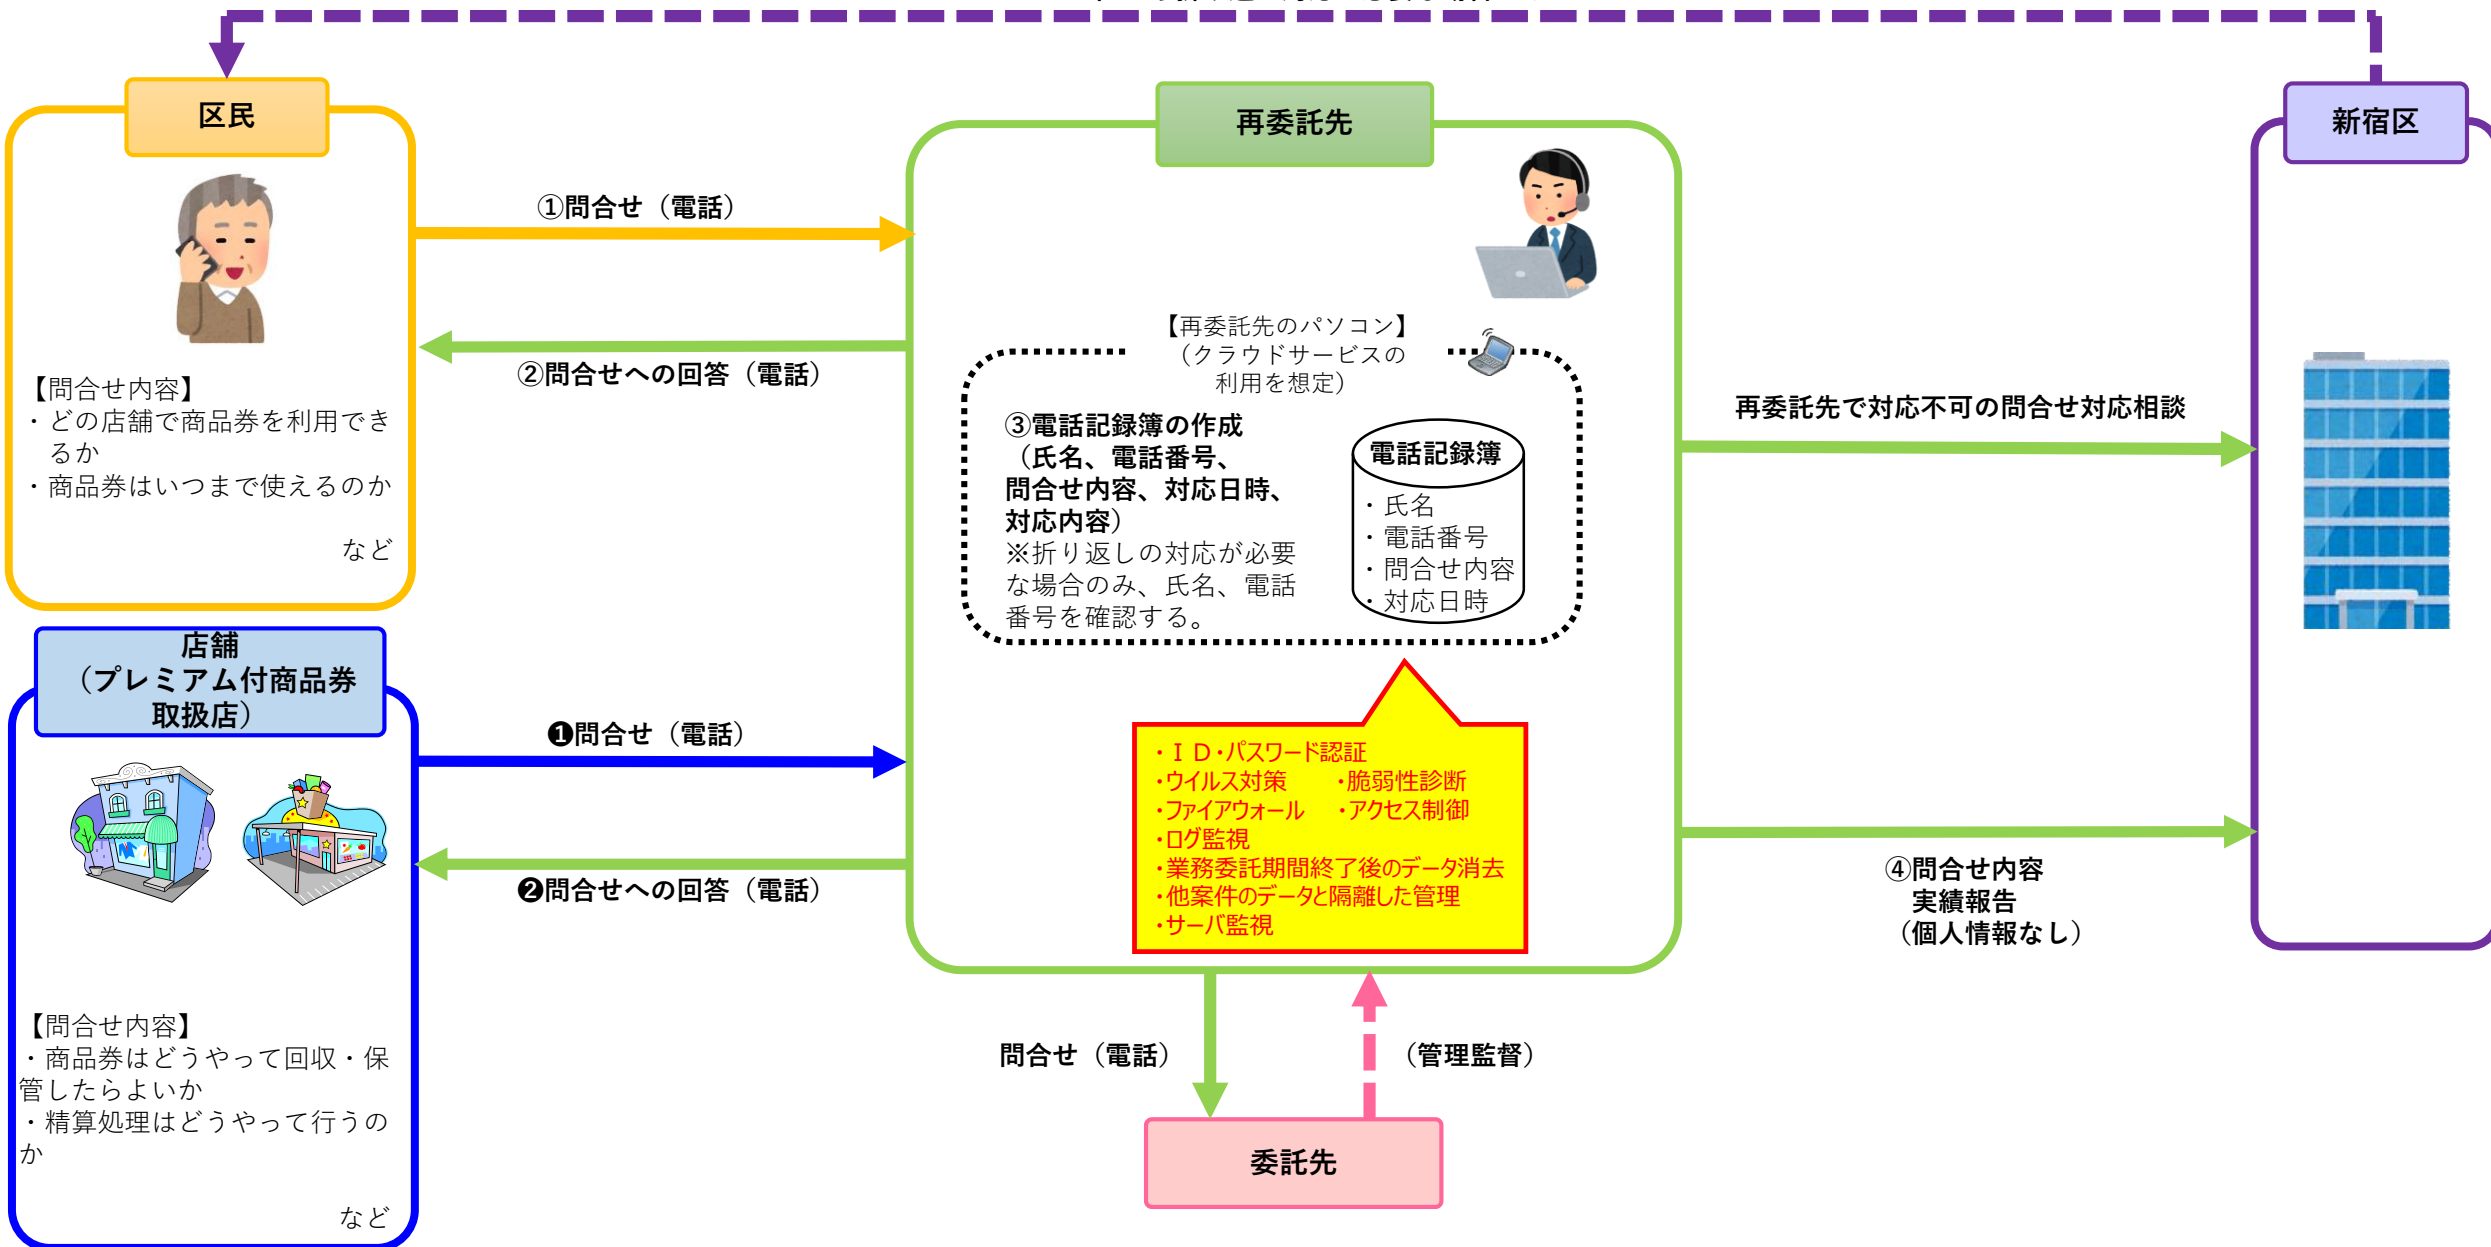 区民
【問合せ内容】
・どの店舗で商品券を利用でき
るか
・商品券はいつまで使えるのか
など
店舗
（プレミアム付商品券
取扱店）
【問合せ内容】
・商品券はどうやって回収・保
管したらよいか
・精算処理はどうやって行うの
か
など
①問合せ（電話）
②問合せへの回答（電話）
❶問合せ（電話）
❷問合せへの回答（電話）
再委託先
【再委託先のパソコン】
（クラウドサービスの
利用を想定）
③電話記録簿の作成
（氏名、電話番号、
問合せ内容、対応日時、
対応内容）
※折り返しの対応が必要
な場合のみ、氏名、電話
番号を確認する。
電話記録簿
・氏名
・電話番号
・問合せ内容
・対応日時
・ＩＤ・パスワード認証
・ウイルス対策　・脆弱性診断
・ファイアウォール　・アクセス制御
・ログ監視
・業務委託期間終了後のデータ消去
・他案件のデータと隔離した管理
・サーバ監視
問合せ（電話）
（管理監督）
委託先
再委託先で対応不可の問合せ対応相談
④問合せ内容
実績報告
（個人情報なし）
新宿区